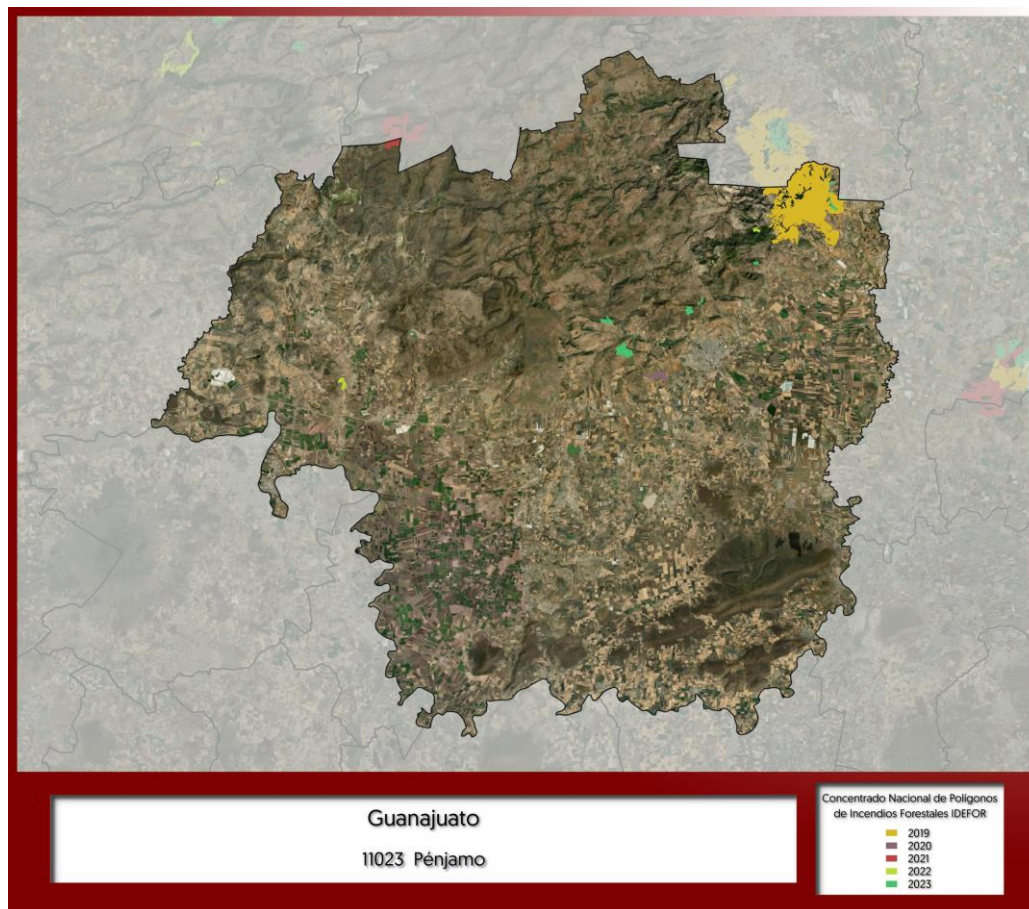 Guanajuato
11023 Pénjamo
Concentrado Nacional de Polígonos
de Incendios Forestales IDEFOR
2019
2020
2021
2022
2023